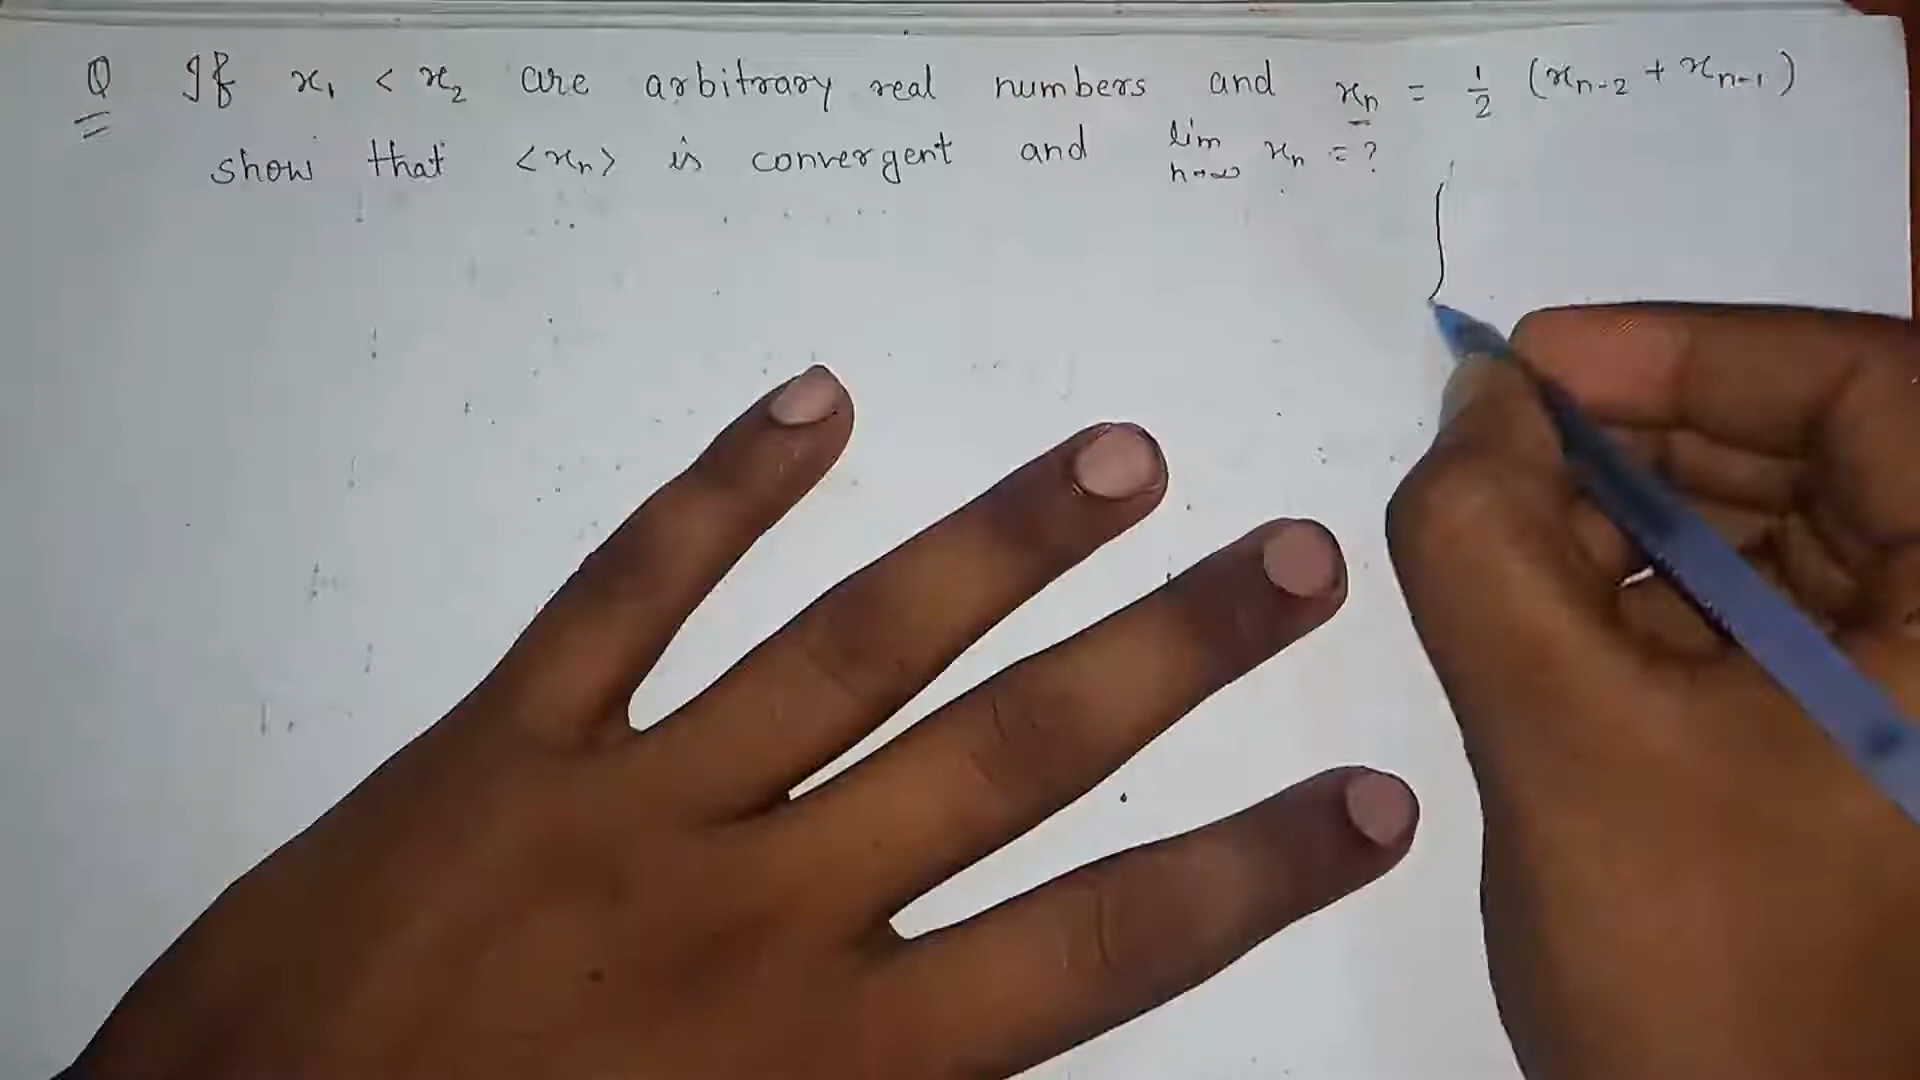 Q If x₁ < x₂ are arbitrary real numbers and xₙ = 1/2 (xₙ₋₂ + xₙ₋₁)
show that <xₙ> is convergent and lim n→∞ xₙ = ?